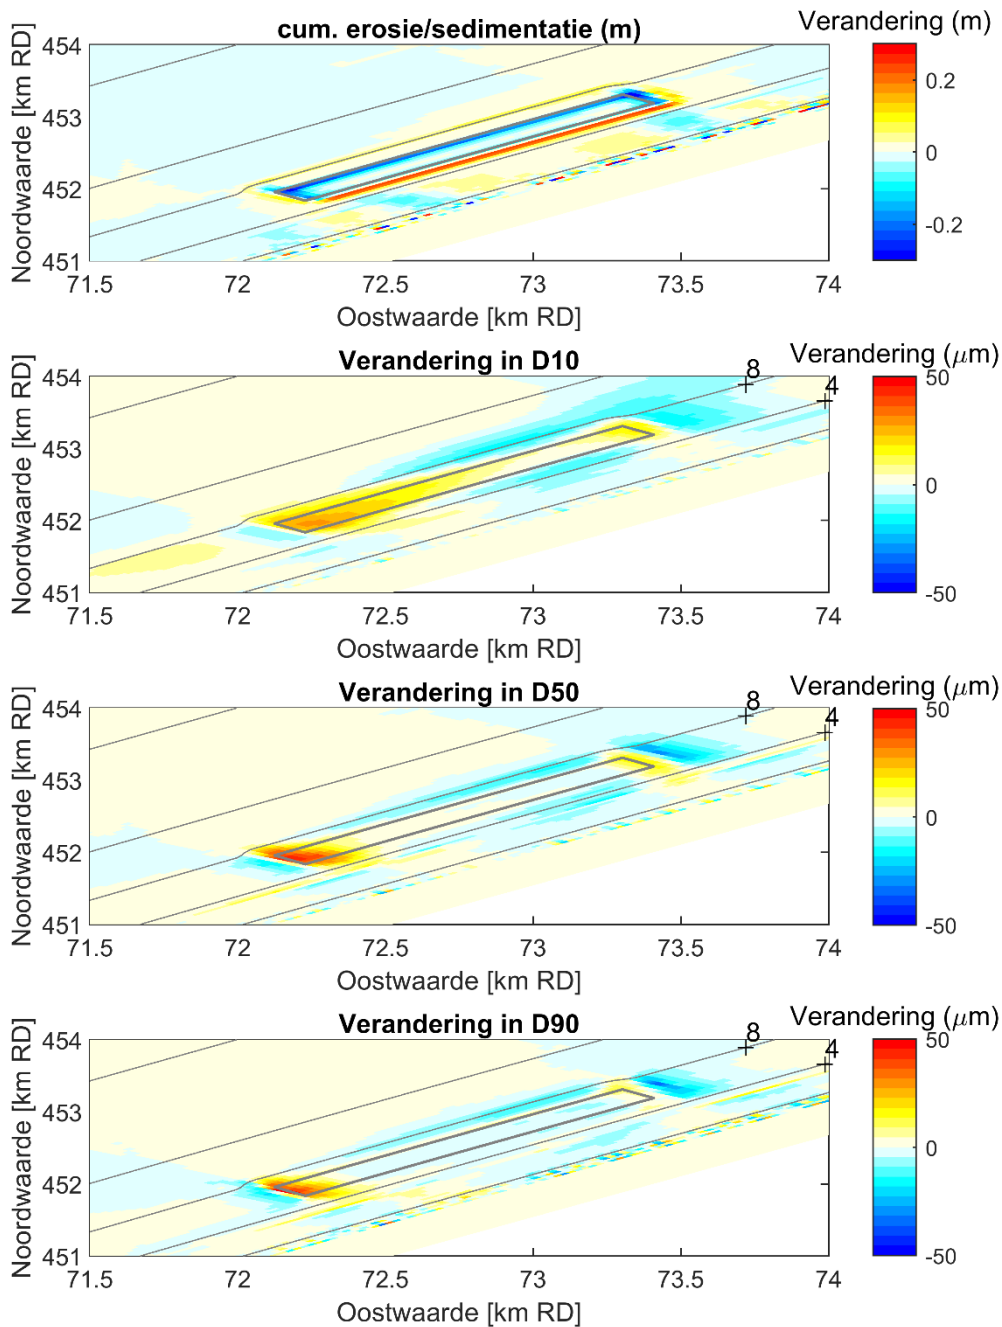 cum. erosie/sedimentatie (m)
Verandering (m)
Noordwaarde [km RD]
454
453
452
451
71.5 72 72.5 73 73.5 74
Oostwaarde [km RD]
0.2
0
-0.2
Verandering in D10
Verandering (μm)
Noordwaarde [km RD]
454
453
452
451
71.5 72 72.5 73 73.5 74
Oostwaarde [km RD]
8
4
50
0
-50
Verandering in D50
Verandering (μm)
Noordwaarde [km RD]
454
453
452
451
71.5 72 72.5 73 73.5 74
Oostwaarde [km RD]
8
4
50
0
-50
Verandering in D90
Verandering (μm)
Noordwaarde [km RD]
454
453
452
451
71.5 72 72.5 73 73.5 74
Oostwaarde [km RD]
8
4
50
0
-50